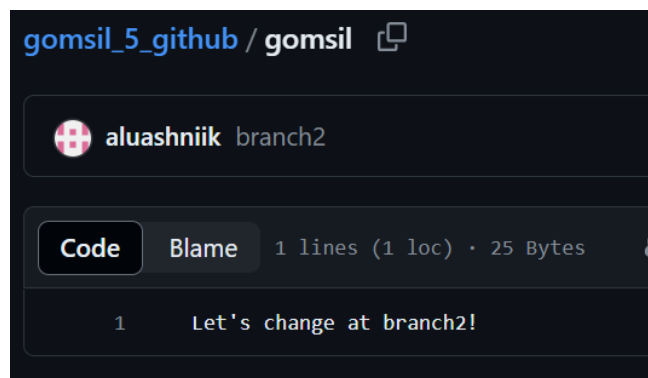 gomsil_5_github / gomsil
aluashniik branch2
Code Blame 1 lines (1 loc) · 25 Bytes
1 Let's change at branch2!